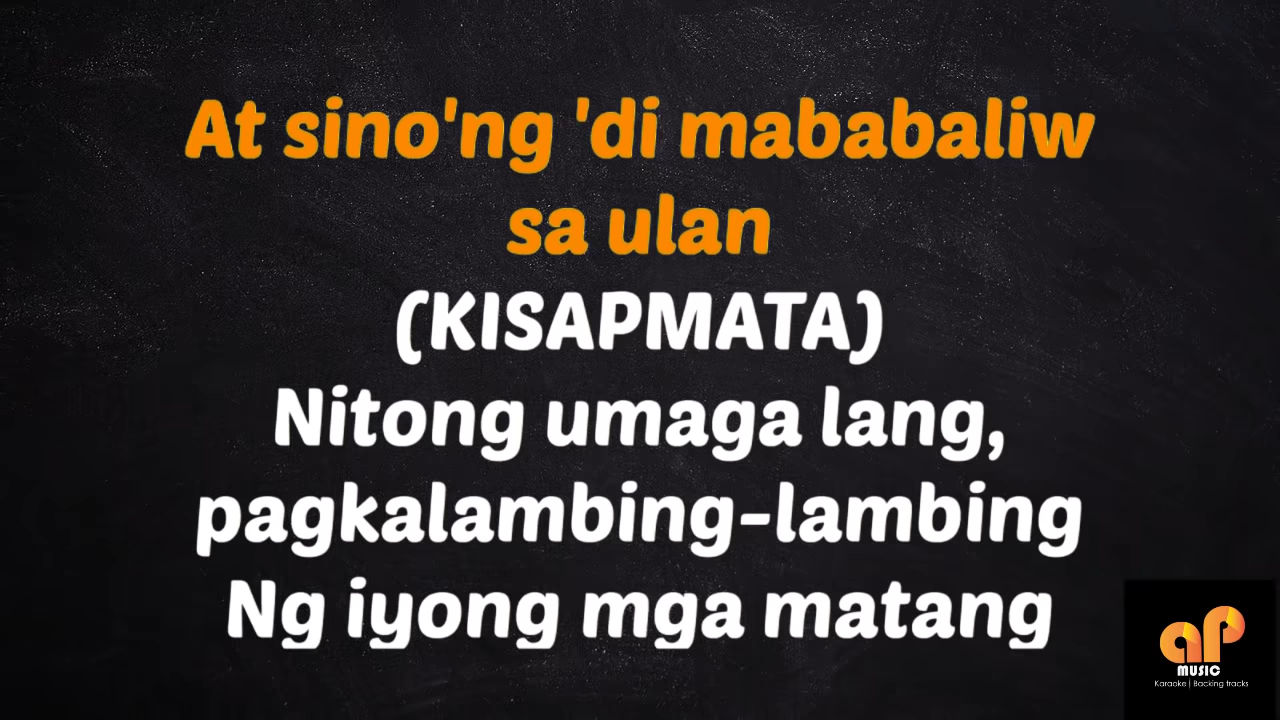 At sino'ng 'di mababaliw
sa ulan
(KISAPMATA)
Nitong umaga lang,
pagkalambing-lambing
Ng iyong mga matang
aP
MUSIC
Karaoke | Backing tracks